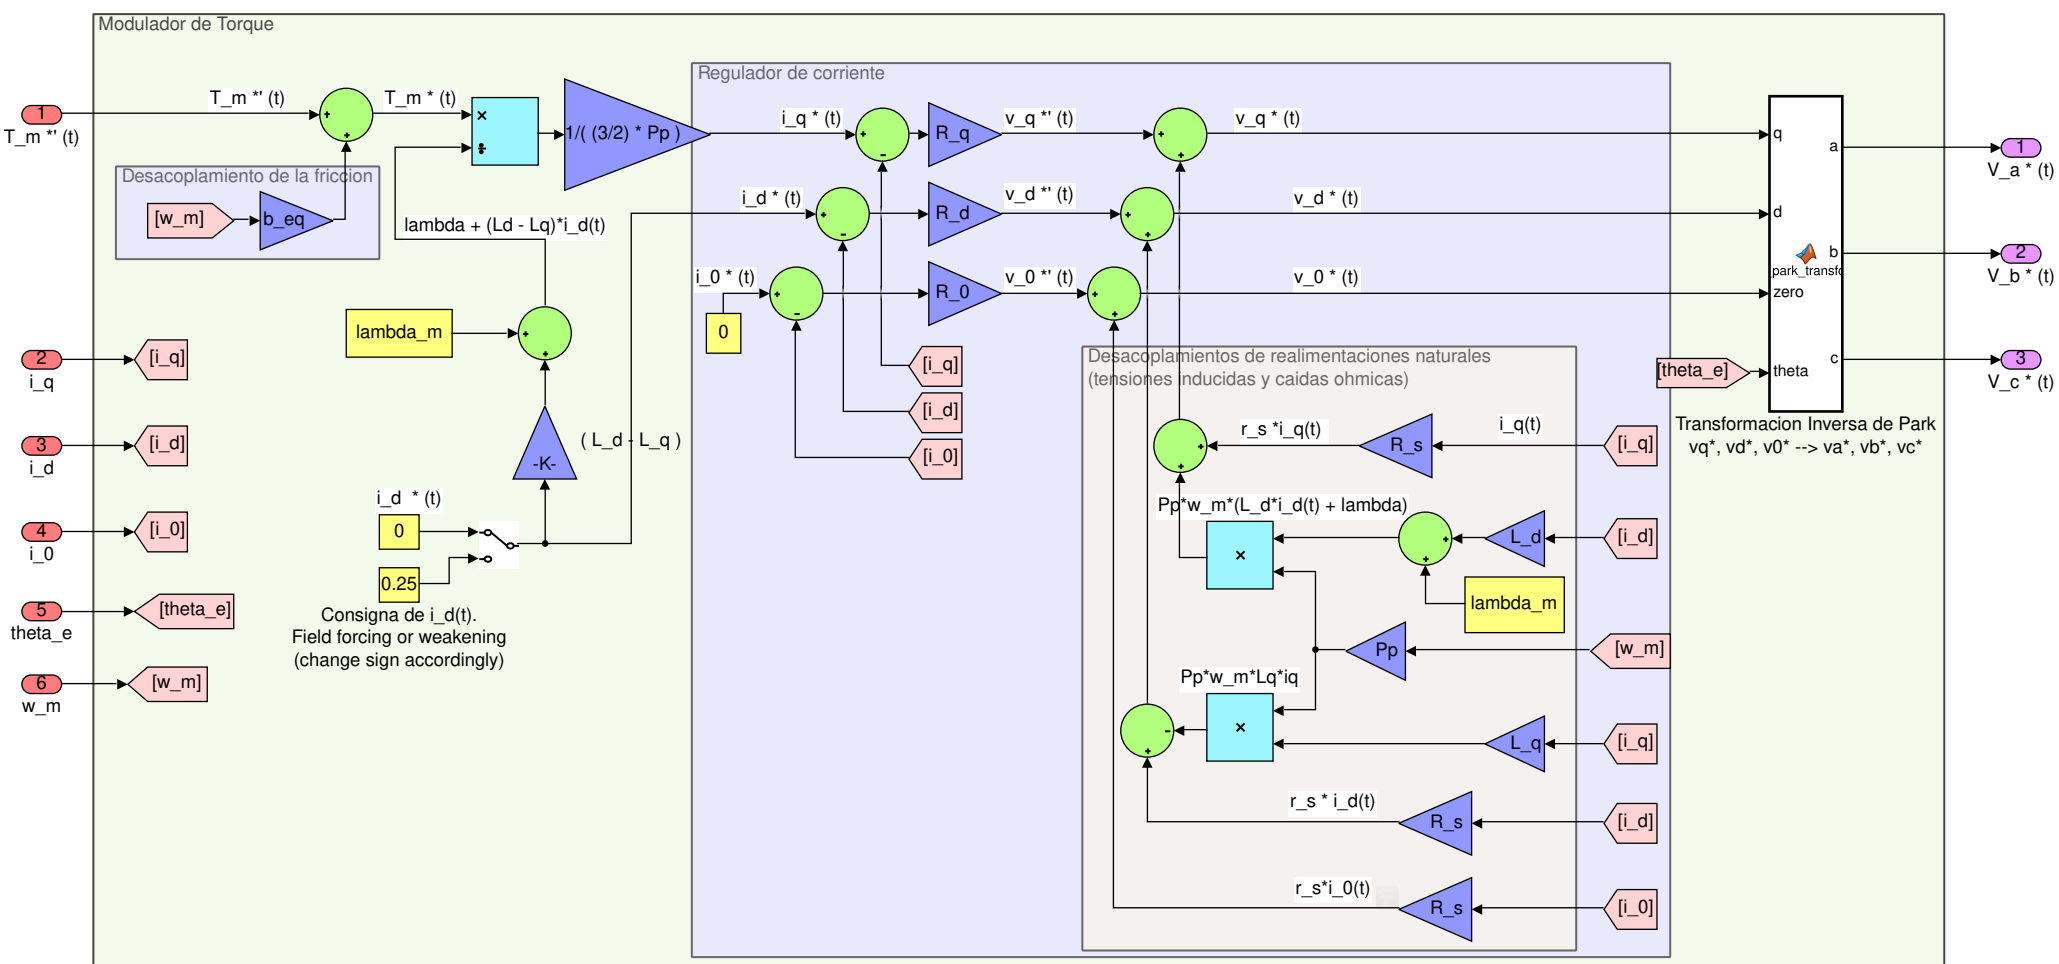 Modulador de Torque
Regulador de corriente
1
T_m *' (t)
T_m *' (t)
T_m * (t)
1/( (3/2) * Pp )
i_q * (t)
R_q
v_q *' (t)
v_q * (t)
q
a
1
V_a * (t)
Desacoplamiento de la friccion
[w_m]
b_eq
lambda + (Ld - Lq)*i_d(t)
i_d * (t)
R_d
v_d *' (t)
v_d * (t)
d
b
2
V_b * (t)
i_0 * (t)
0
R_0
v_0 *' (t)
v_0 * (t)
zero
lambda_m
2
i_q
[i_q]
[i_q]
[i_d]
[i_0]
Desacoplamientos de realimentaciones naturales
(tensiones inducidas y caidas ohmicas)
[theta_e]
theta
c
3
V_c * (t)
Transformacion Inversa de Park
vq*, vd*, v0* --> va*, vb*, vc*
3
i_d
[i_d]
-K-
( L_d - L_q )
r_s *i_q(t)
R_s
i_q(t)
[i_q]
4
i_0
[i_0]
i_d * (t)
0
0.25
Consigna de i_d(t).
Field forcing or weakening
(change sign accordingly)
Pp*w_m*(L_d*i_d(t) + lambda)
L_d
[i_d]
lambda_m
5
theta_e
[theta_e]
6
w_m
[w_m]
Pp
[w_m]
Pp*w_m*Lq*iq
L_q
[i_q]
r_s * i_d(t)
R_s
[i_d]
r_s*i_0(t)
R_s
[i_0]